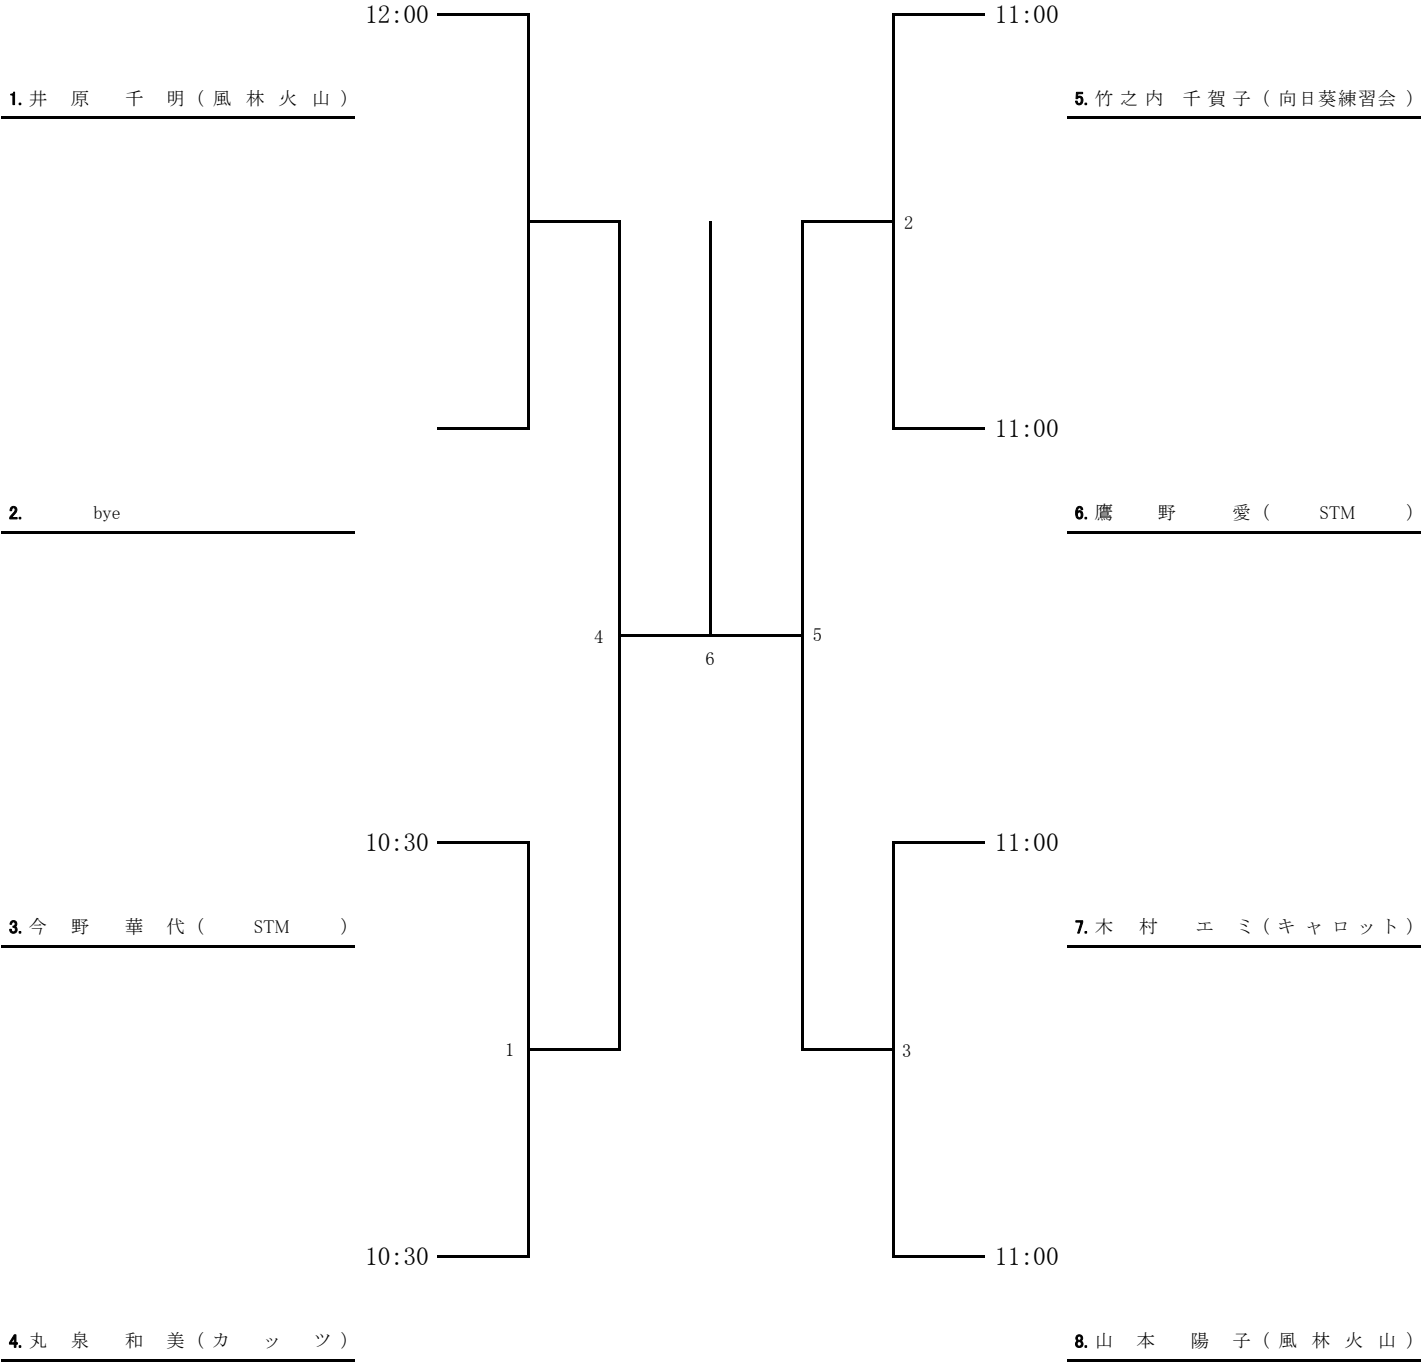 12:00
1. 井原 千明 (風林火山)
2. bye
10:30
3. 今野 華代 (STM)
1
10:30
4. 丸泉 和美 (カッツ)
4
6
5
11:00
5. 竹之内 千賀子 (向日葵練習会)
2
11:00
6. 鷹野 愛 (STM)
11:00
7. 木村 エミ (キャロット)
3
11:00
8. 山本 陽子 (風林火山)